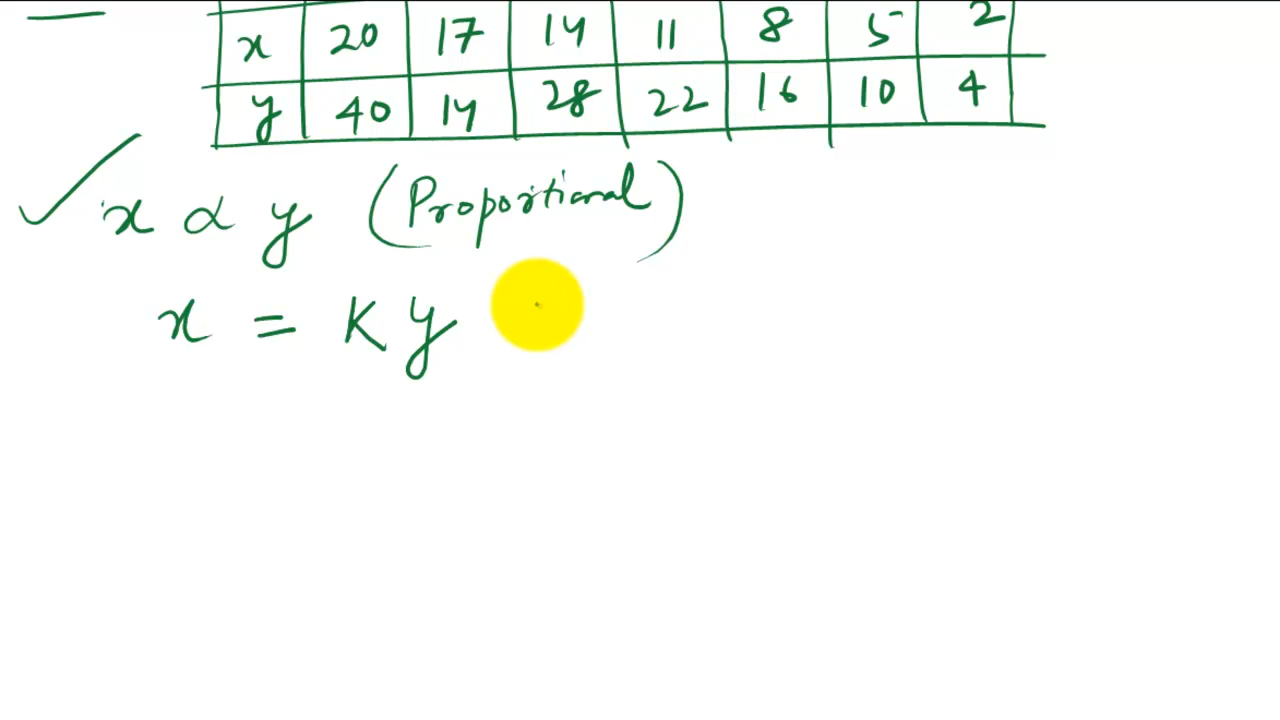 x 20 17 14 11 8 5 2
y 40 14 28 22 16 10 4
x ∝ y (Proportional)
x = K y